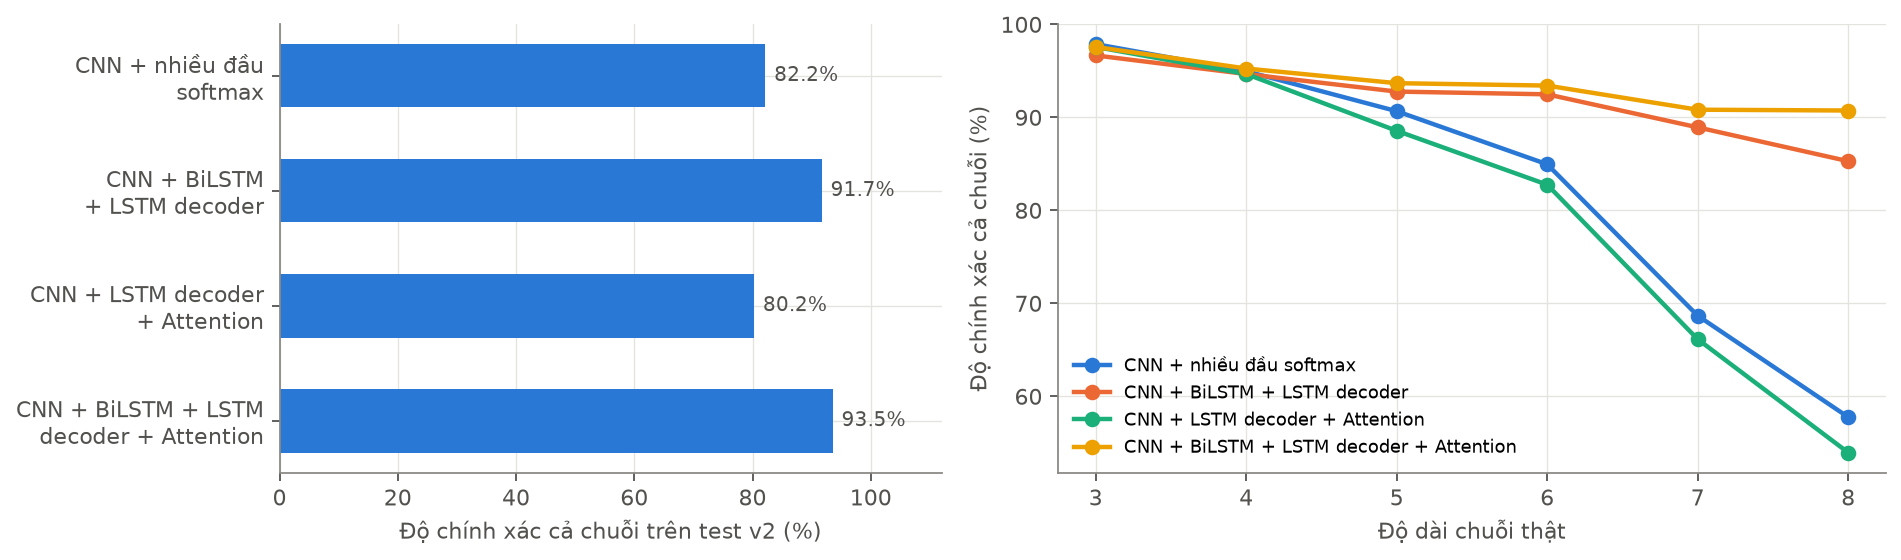 CNN + nhiều đầu
softmax
82.2%
CNN + BiLSTM
+ LSTM decoder
91.7%
CNN + LSTM decoder
+ Attention
80.2%
CNN + BiLSTM + LSTM
decoder + Attention
93.5%
0 20 40 60 80 100
Độ chính xác cả chuỗi trên test v2 (%)
Độ chính xác cả chuỗi (%)
100
90
80
70
60
CNN + nhiều đầu softmax
CNN + BiLSTM + LSTM decoder
CNN + LSTM decoder + Attention
CNN + BiLSTM + LSTM decoder + Attention
3 4 5 6 7 8
Độ dài chuỗi thật